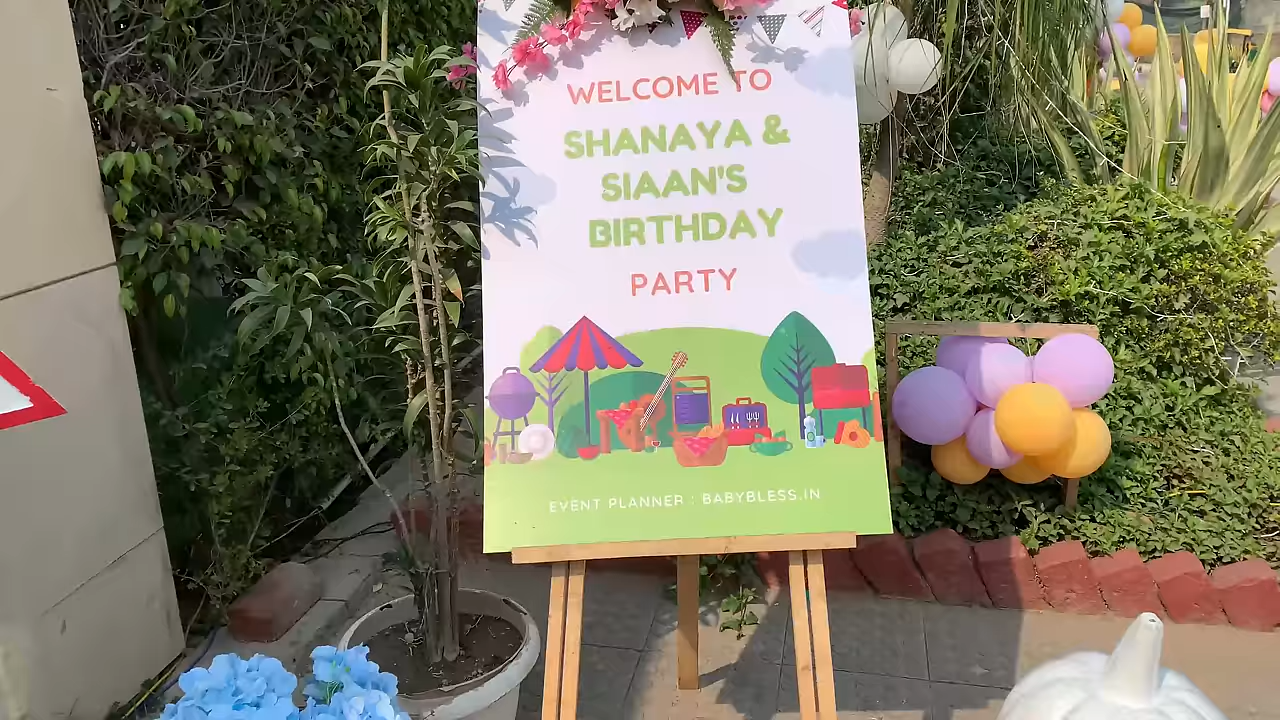 WELCOME TO
SHANAYA &
SIAAN'S
BIRTHDAY
PARTY
EVENT PLANNER : BABYBLESS.IN